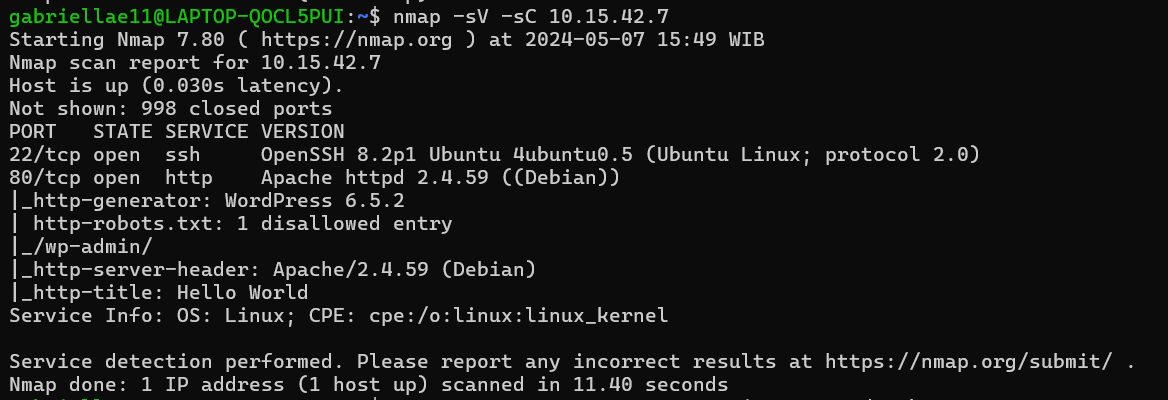 gabriellae11@LAPTOP-QOCL5PUI:~$ nmap -sV -sC 10.15.42.7
Starting Nmap 7.80 ( https://nmap.org ) at 2024-05-07 15:49 WIB
Nmap scan report for 10.15.42.7
Host is up (0.030s latency).
Not shown: 998 closed ports
PORT   STATE SERVICE VERSION
22/tcp open  ssh     OpenSSH 8.2p1 Ubuntu 4ubuntu0.5 (Ubuntu Linux; protocol 2.0)
80/tcp open  http    Apache httpd 2.4.59 ((Debian))
|_http-generator: WordPress 6.5.2
| http-robots.txt: 1 disallowed entry
|_/wp-admin/
|_http-server-header: Apache/2.4.59 (Debian)
|_http-title: Hello World
Service Info: OS: Linux; CPE: cpe:/o:linux:linux_kernel

Service detection performed. Please report any incorrect results at https://nmap.org/submit/ .
Nmap done: 1 IP address (1 host up) scanned in 11.40 seconds